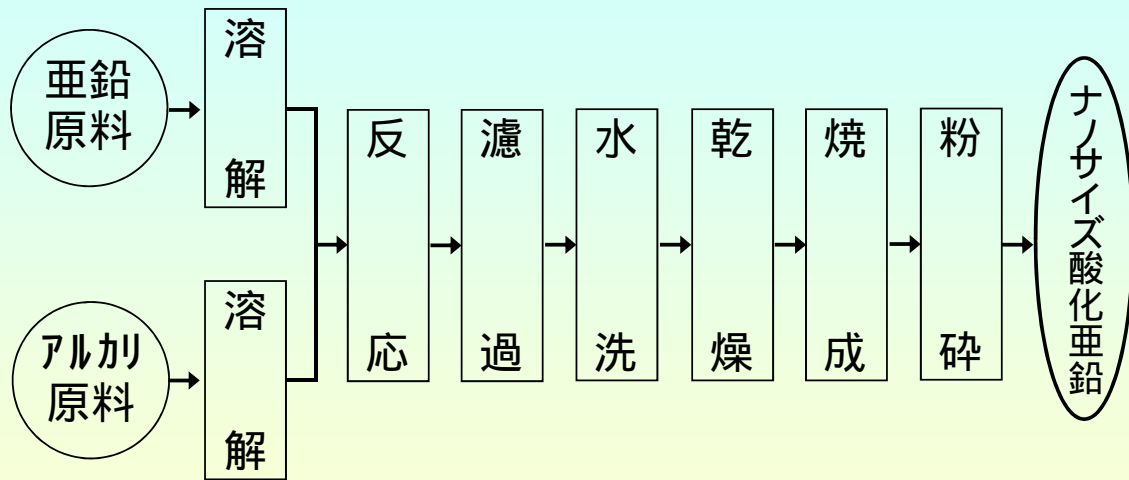 亜鉛
原料
溶解
アルカリ
原料
溶解
反応
濾過
水洗
乾燥
焼成
粉砕
ナノサイズ酸化亜鉛